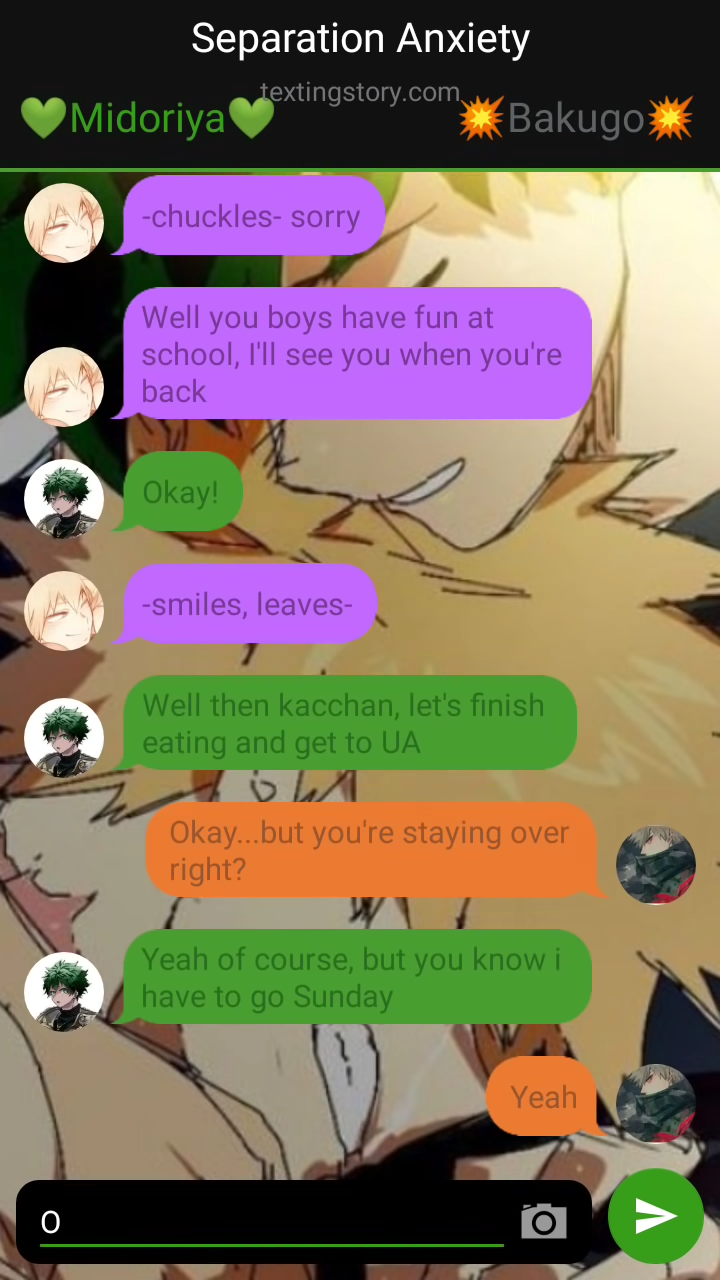 Separation Anxiety
textingstory.com
💚Midoriya💚
💥Bakugo💥
-chuckles- sorry
Well you boys have fun at
school, I'll see you when you're
back
Okay!
-smiles, leaves-
Well then kacchan, let's finish
eating and get to UA
Okay...but you're staying over
right?
Yeah of course, but you know i
have to go Sunday
Yeah
O